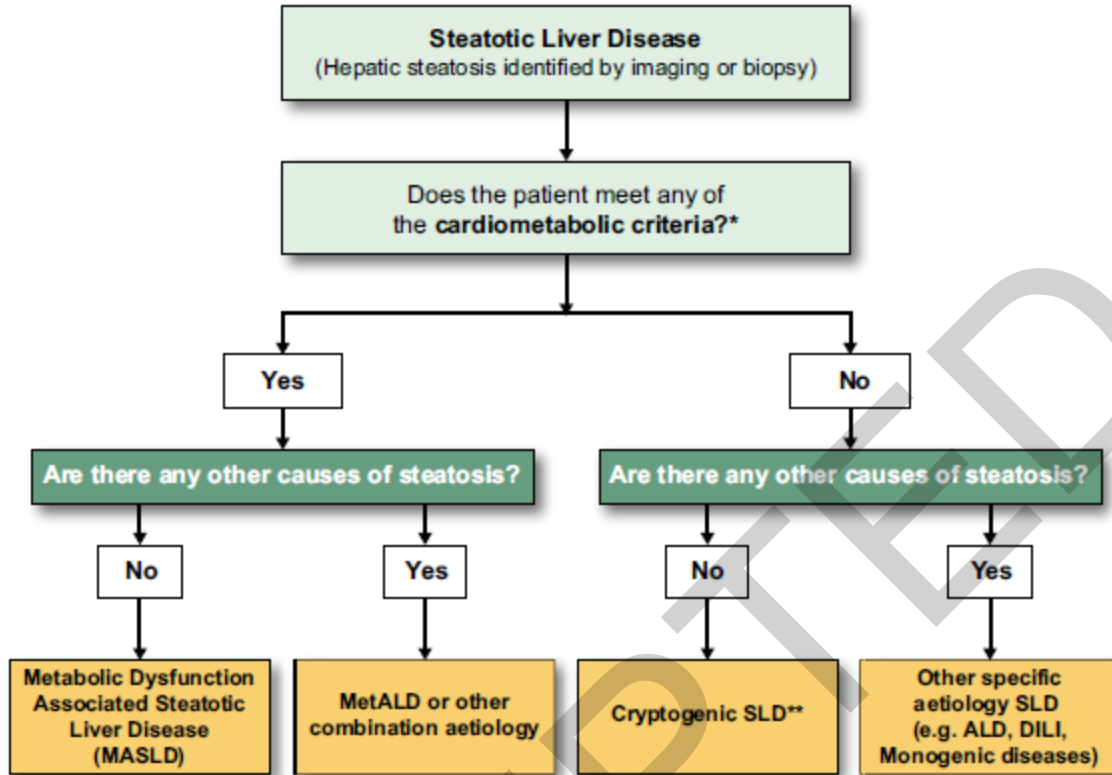 Steatotic Liver Disease
(Hepatic steatosis identified by imaging or biopsy)
Does the patient meet any of
the cardiometabolic criteria?*
Yes
No
Are there any other causes of steatosis?
Are there any other causes of steatosis?
No
Yes
No
Yes
Metabolic Dysfunction
Associated Steatotic
Liver Disease
(MASLD)
MetALD or other
combination aetiology
Cryptogenic SLD**
Other specific
aetiology SLD
(e.g. ALD, DILI,
Monogenic diseases)
PTED